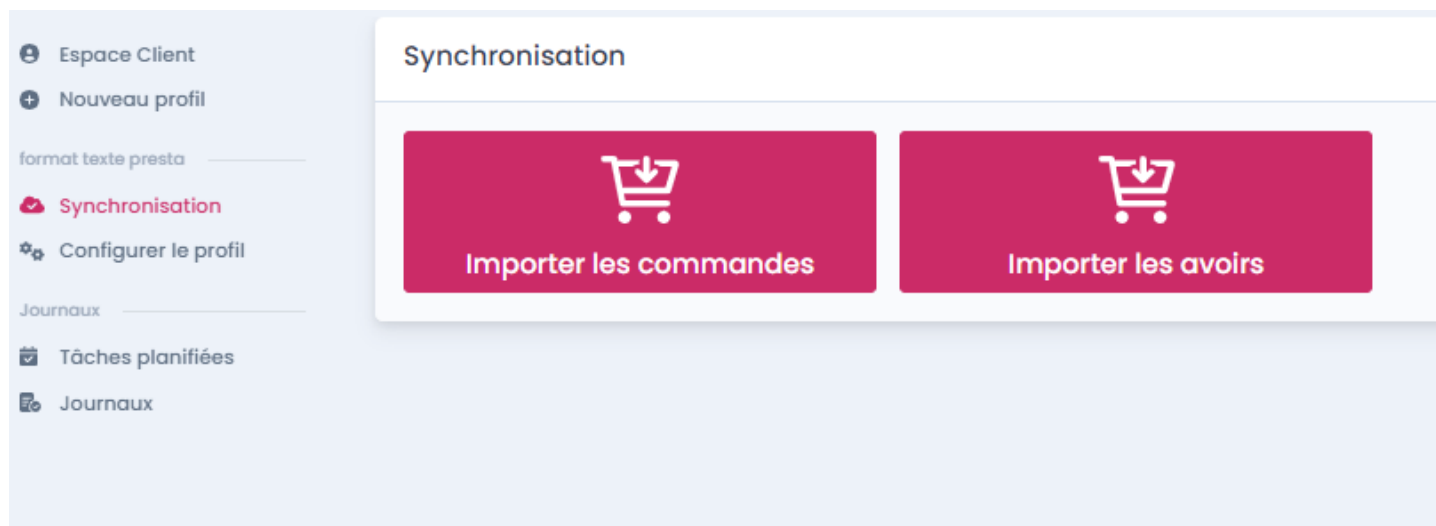 Espace Client
Nouveau profil
format texte presta
Synchronisation
Configurer le profil
Journaux
Tâches planifiées
Journaux
Synchronisation
Importer les commandes
Importer les avoirs